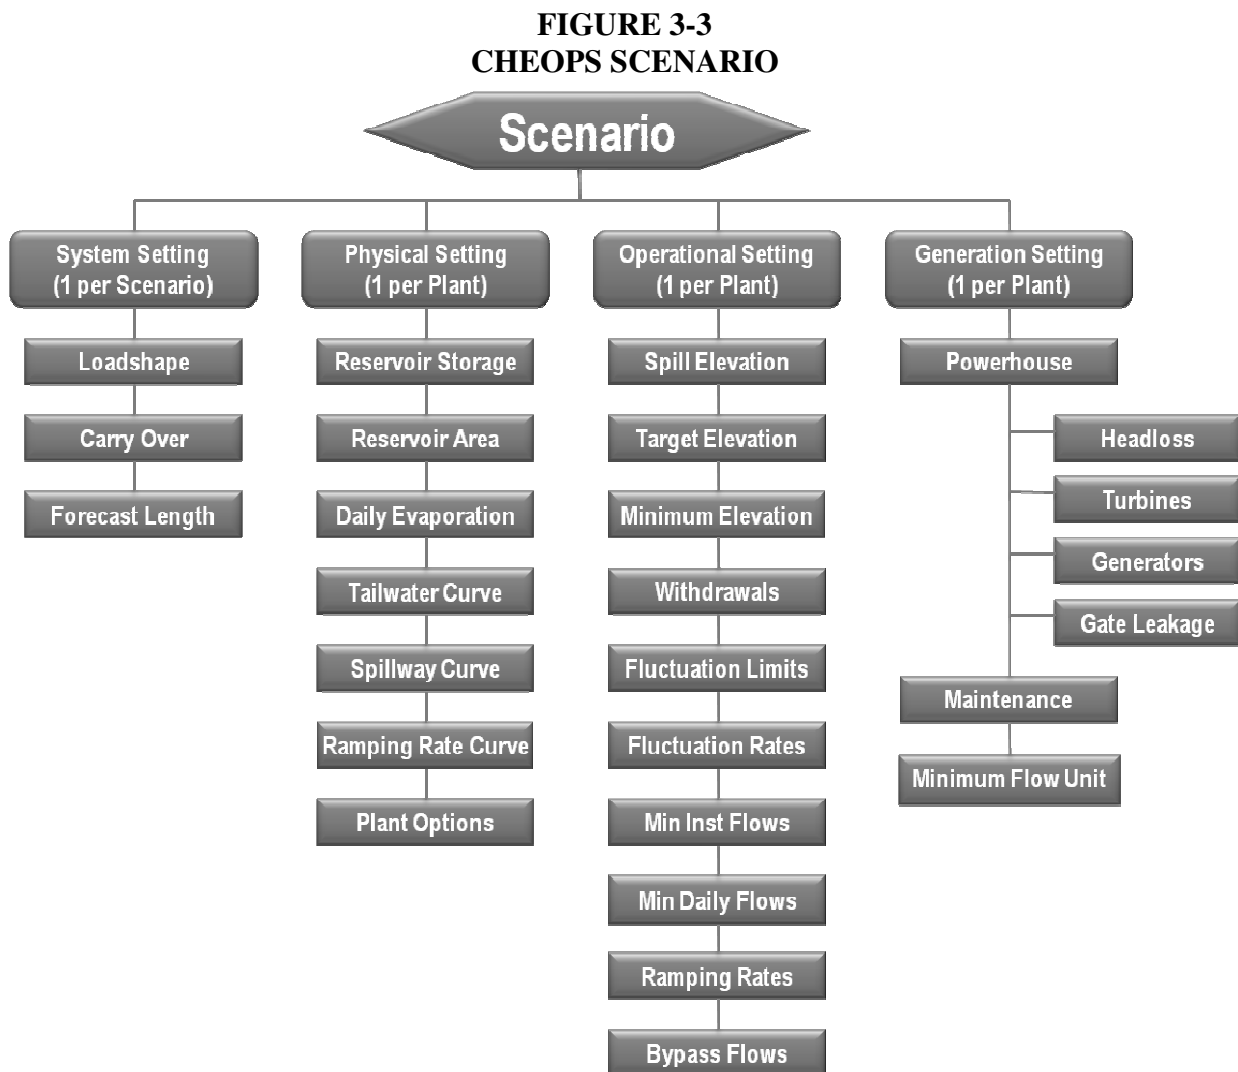 FIGURE 3-3
CHEOPS SCENARIO
Scenario
System Setting
(1 per Scenario)
Loadshape
Carry Over
Forecast Length
Physical Setting
(1 per Plant)
Reservoir Storage
Reservoir Area
Daily Evaporation
Tailwater Curve
Spillway Curve
Ramping Rate Curve
Plant Options
Operational Setting
(1 per Plant)
Spill Elevation
Target Elevation
Minimum Elevation
Withdrawals
Fluctuation Limits
Fluctuation Rates
Min Inst Flows
Min Daily Flows
Ramping Rates
Bypass Flows
Generation Setting
(1 per Plant)
Powerhouse
Headloss
Turbines
Generators
Gate Leakage
Maintenance
Minimum Flow Unit